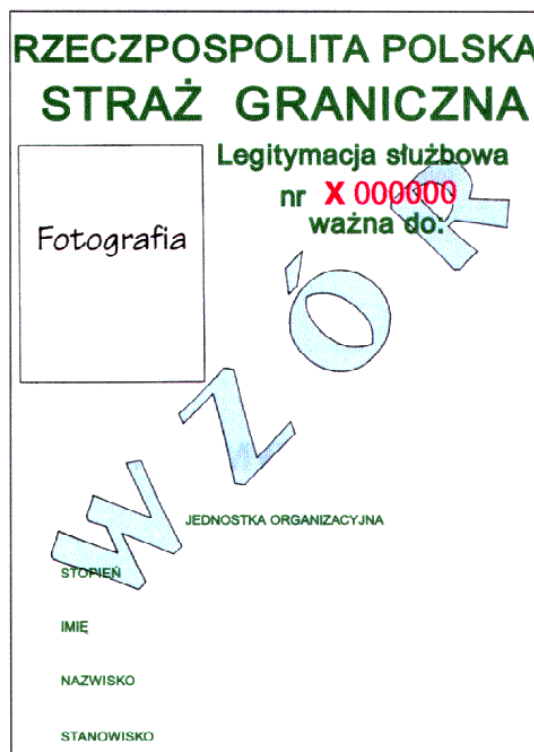 RZECZPOSPOLITA POLSKA
STRAŻ GRANICZNA
Legitymacja służbowa
nr X 000000
ważna do:
Fotografia
WZÓR
JEDNOSTKA ORGANIZACYJNA
STOPIEŃ
IMIĘ
NAZWISKO
STANOWISKO